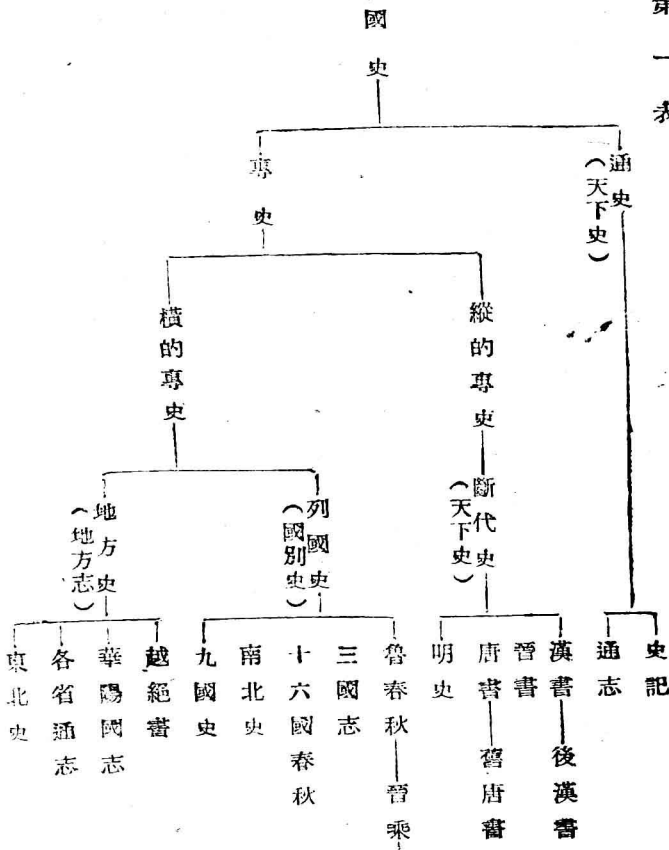 第一表
國史
通史
（天下史）
史記
通志
專史
縱的專史
斷代史
（天下史）
漢書
後漢書
晉書
唐書
舊唐書
明史
橫的專史
列國史
（國別史）
魯春秋
晉乘
三國志
十六國春秋
南北史
九國史
地方史
（地方志）
越絕書
華陽國志
各省通志
東北史